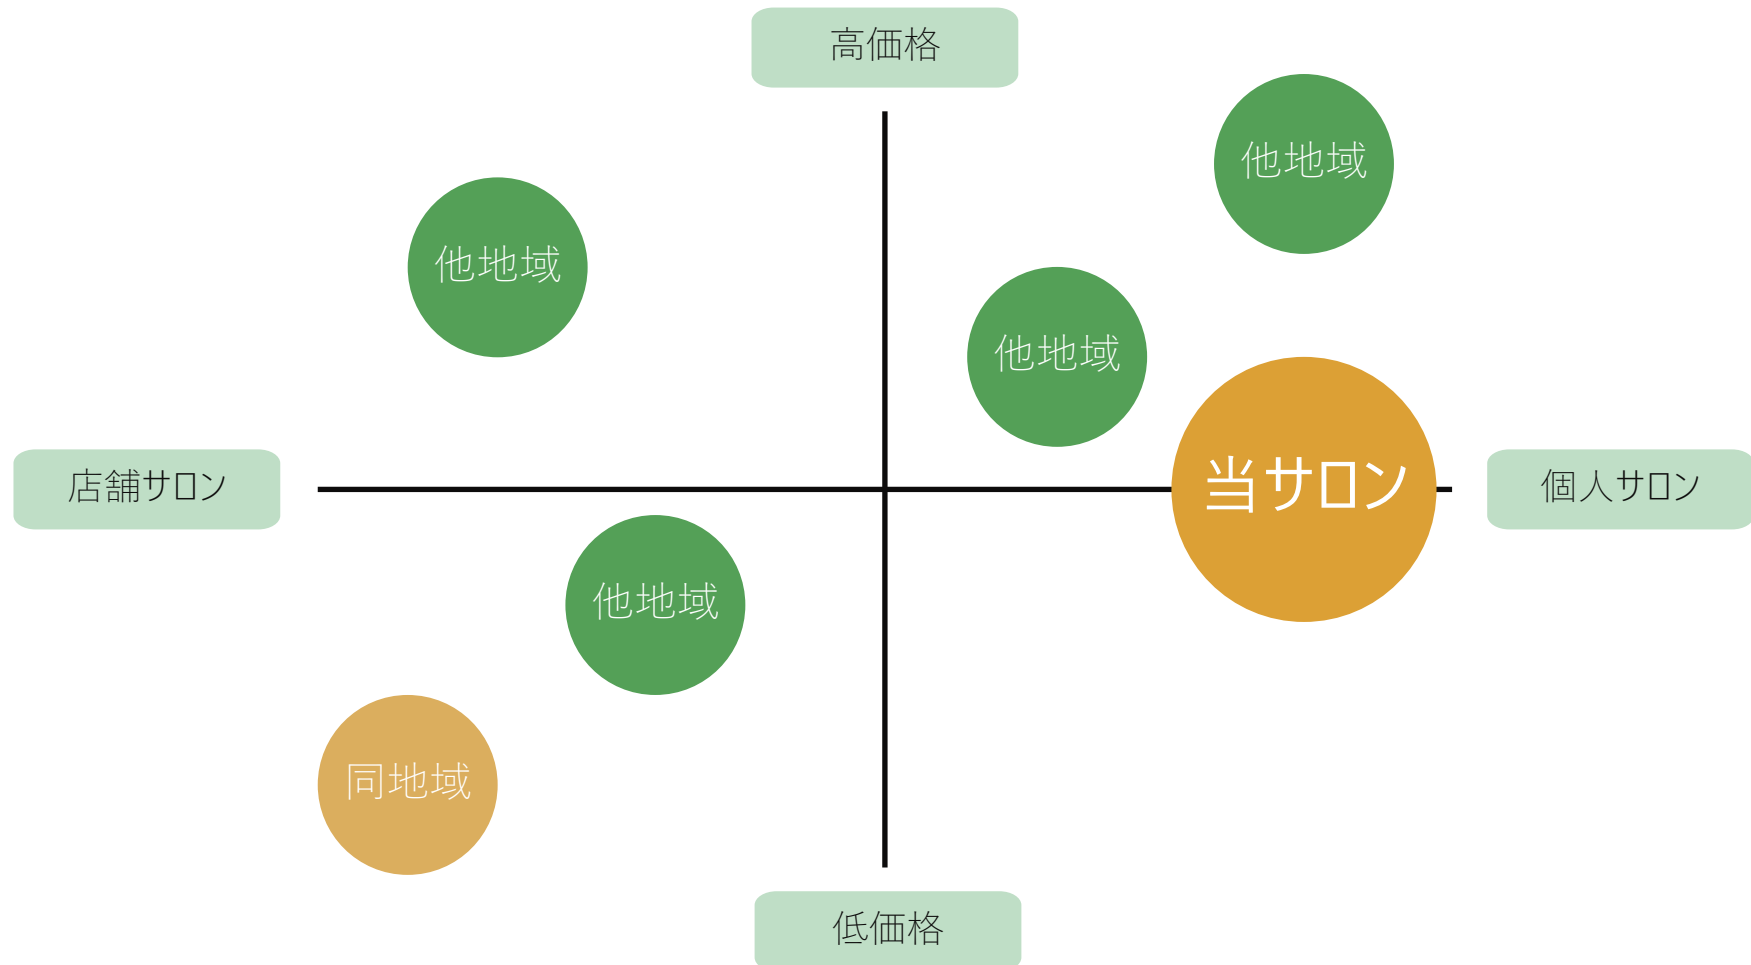 高価格
他地域
他地域
他地域
店舗サロン
当サロン
個人サロン
他地域
同地域
低価格